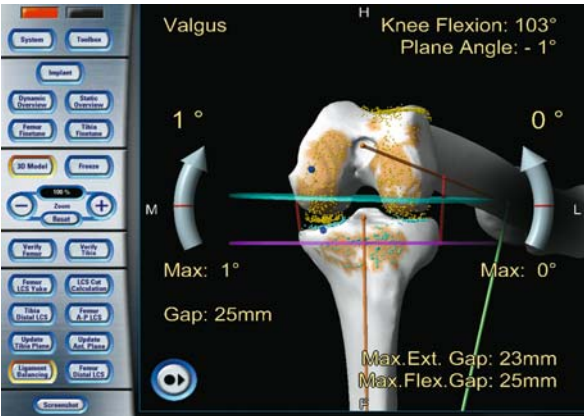 System Toolbox
Implant
Dynamic Overview Static Overview
Femur Finetune Tibia Finetune
3D Model Freeze
100 %
Zoom
Reset
Verify Femur Verify Tibia
Femur LCS Yuke LCS Cut Calculation
Tibia Distal LCS Femur A-P LCS
Update Tibia Plane Update Ant. Plane
Ligament Balancing Femur Distal LCS
Screenshot
H
Valgus
Knee Flexion: 103°
Plane Angle: - 1°
1 °
0 °
M
L
Max: 1°
Max: 0°
Gap: 25mm
Max.Ext. Gap: 23mm
Max.Flex.Gap: 25mm
F